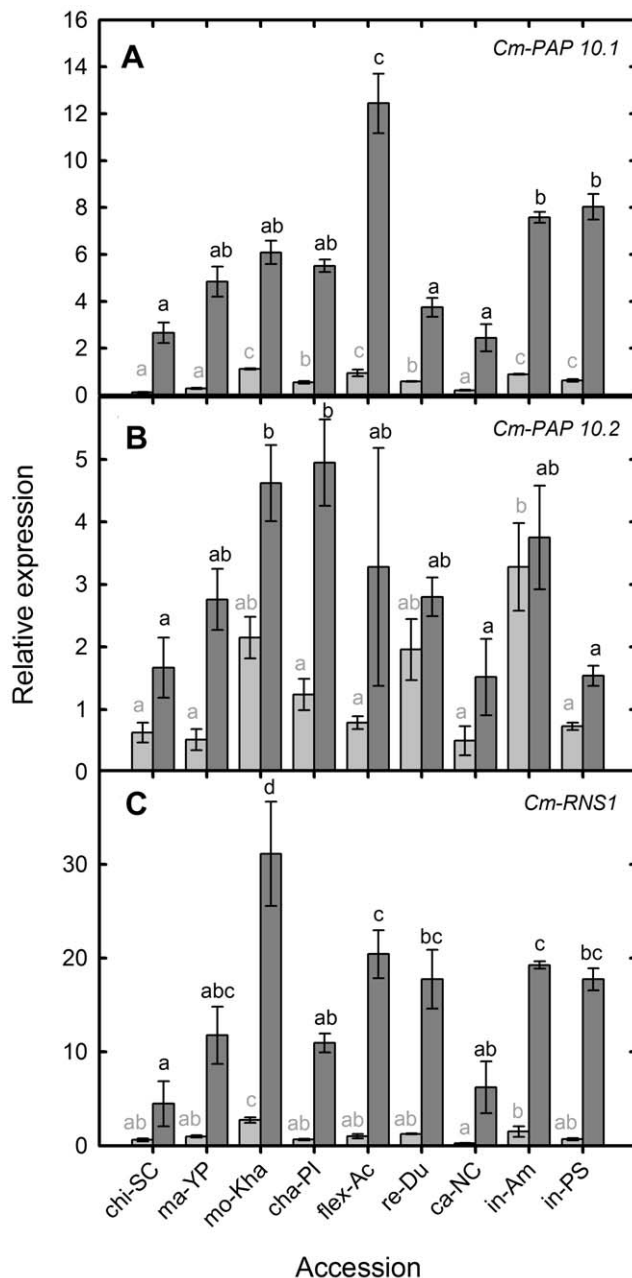 A
Cm-PAP 10.1
16
14
12
10
8
6
4
2
0
a
a
a
ab
c
ab
b
ab
c
c
b
a
a
a
c
b
c
b
B
Cm-PAP 10.2
5
4
3
2
1
0
a
a
a
ab
ab
b
a
b
a
ab
ab
ab
a
a
b
ab
a
a
C
Cm-RNS1
30
20
10
0
ab
a
ab
abc
c
d
ab
ab
ab
c
ab
bc
a
ab
b
c
ab
bc
Relative expression
chi-SC
ma-YP
mo-Kha
cha-PI
flex-Ac
re-Du
ca-NC
in-Am
in-PS
Accession